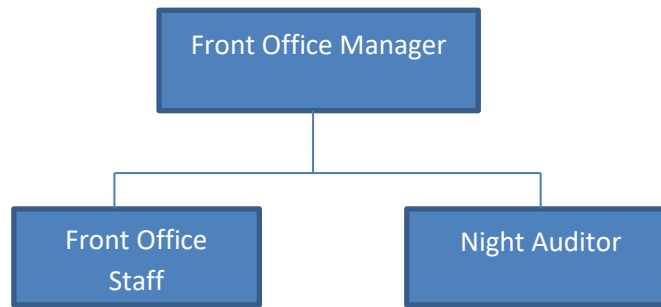 Front Office Manager
Front Office
Staff
Night Auditor